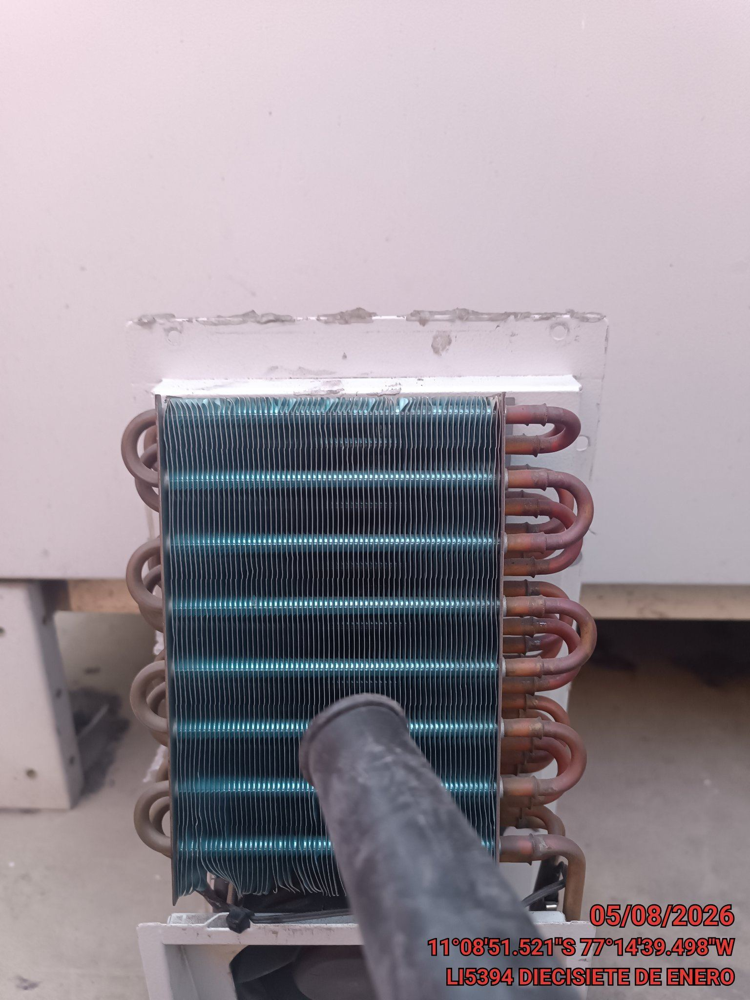 05/08/2026
11°08'51.521"S 77°14'39.498"W
LI5394 DIECISIETE DE ENERO